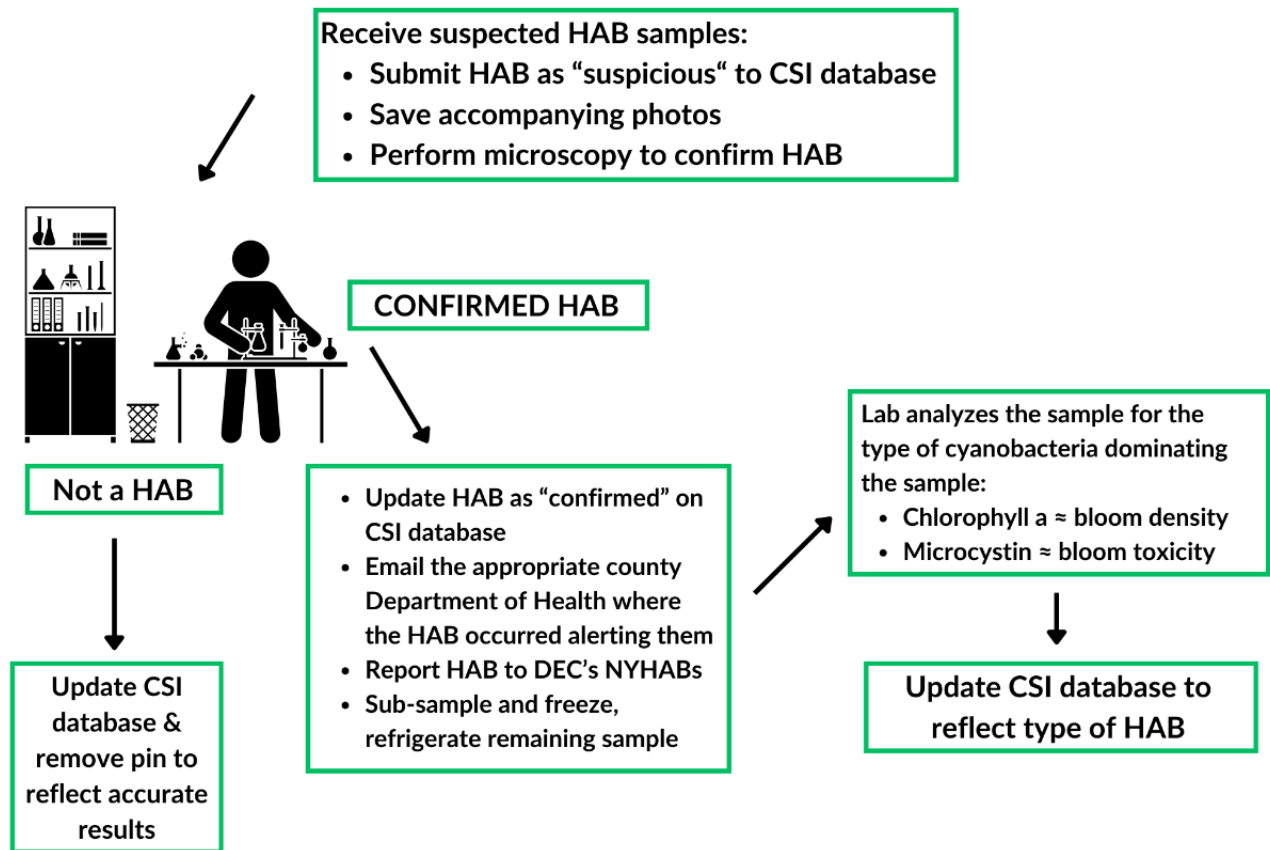 Receive suspected HAB samples:
• Submit HAB as “suspicious“ to CSI database
• Save accompanying photos
• Perform microscopy to confirm HAB
CONFIRMED HAB
Not a HAB
Update CSI
database &
remove pin to
reflect accurate
results
• Update HAB as “confirmed” on
CSI database
• Email the appropriate county
Department of Health where
the HAB occurred alerting them
• Report HAB to DEC’s NYHABs
• Sub-sample and freeze,
refrigerate remaining sample
Lab analyzes the sample for the
type of cyanobacteria dominating
the sample:
• Chlorophyll a ≈ bloom density
• Microcystin ≈ bloom toxicity
Update CSI database to
reflect type of HAB